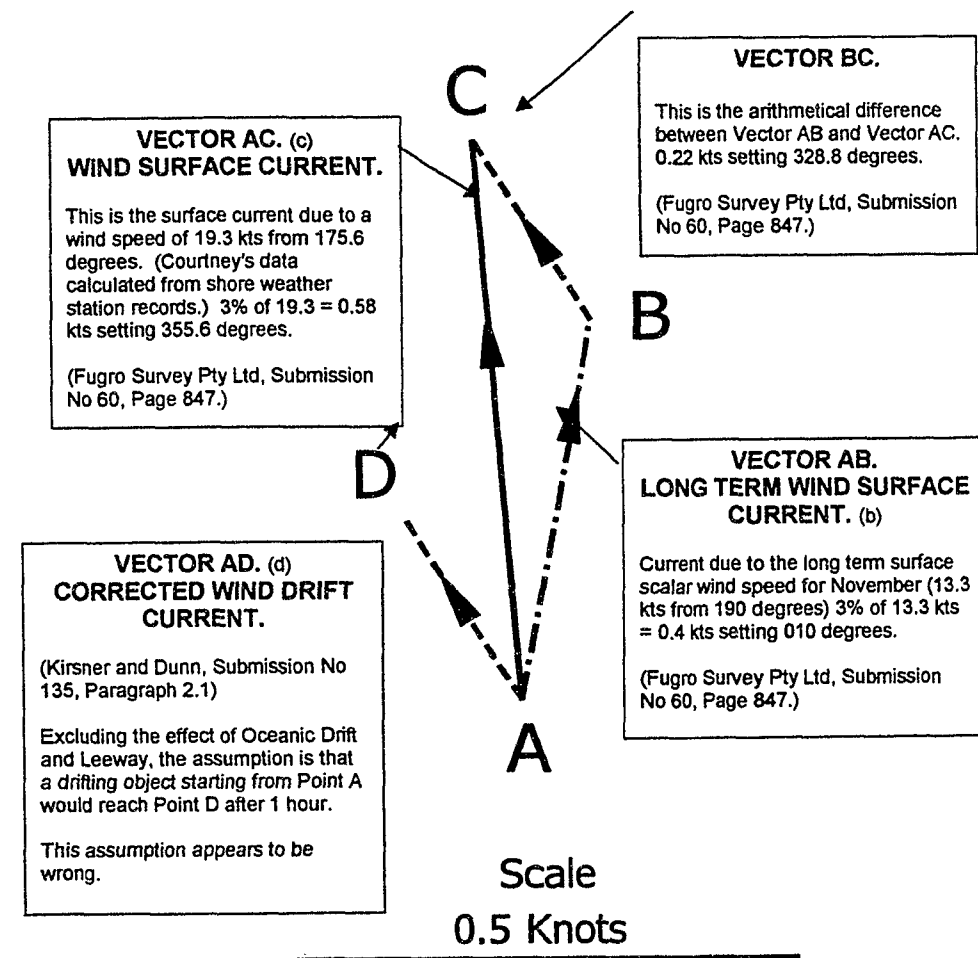 C
VECTOR BC.
This is the arithmetical difference
between Vector AB and Vector AC.
0.22 kts setting 328.8 degrees.
(Fugro Survey Pty Ltd, Submission
No 60, Page 847.)
VECTOR AC. (c)
WIND SURFACE CURRENT.
This is the surface current due to a
wind speed of 19.3 kts from 175.6
degrees. (Courtney's data
calculated from shore weather
station records.) 3% of 19.3 = 0.58
kts setting 355.6 degrees.
(Fugro Survey Pty Ltd, Submission
No 60, Page 847.)
B
D
VECTOR AB.
LONG TERM WIND SURFACE
CURRENT. (b)
Current due to the long term surface
scalar wind speed for November (13.3
kts from 190 degrees) 3% of 13.3 kts
= 0.4 kts setting 010 degrees.
(Fugro Survey Pty Ltd, Submission
No 60, Page 847.)
VECTOR AD. (d)
CORRECTED WIND DRIFT
CURRENT.
(Kirsner and Dunn, Submission No
135, Paragraph 2.1)
Excluding the effect of Oceanic Drift
and Leeway, the assumption is that
a drifting object starting from Point A
would reach Point D after 1 hour.
This assumption appears to be
wrong.
A
Scale
0.5 Knots